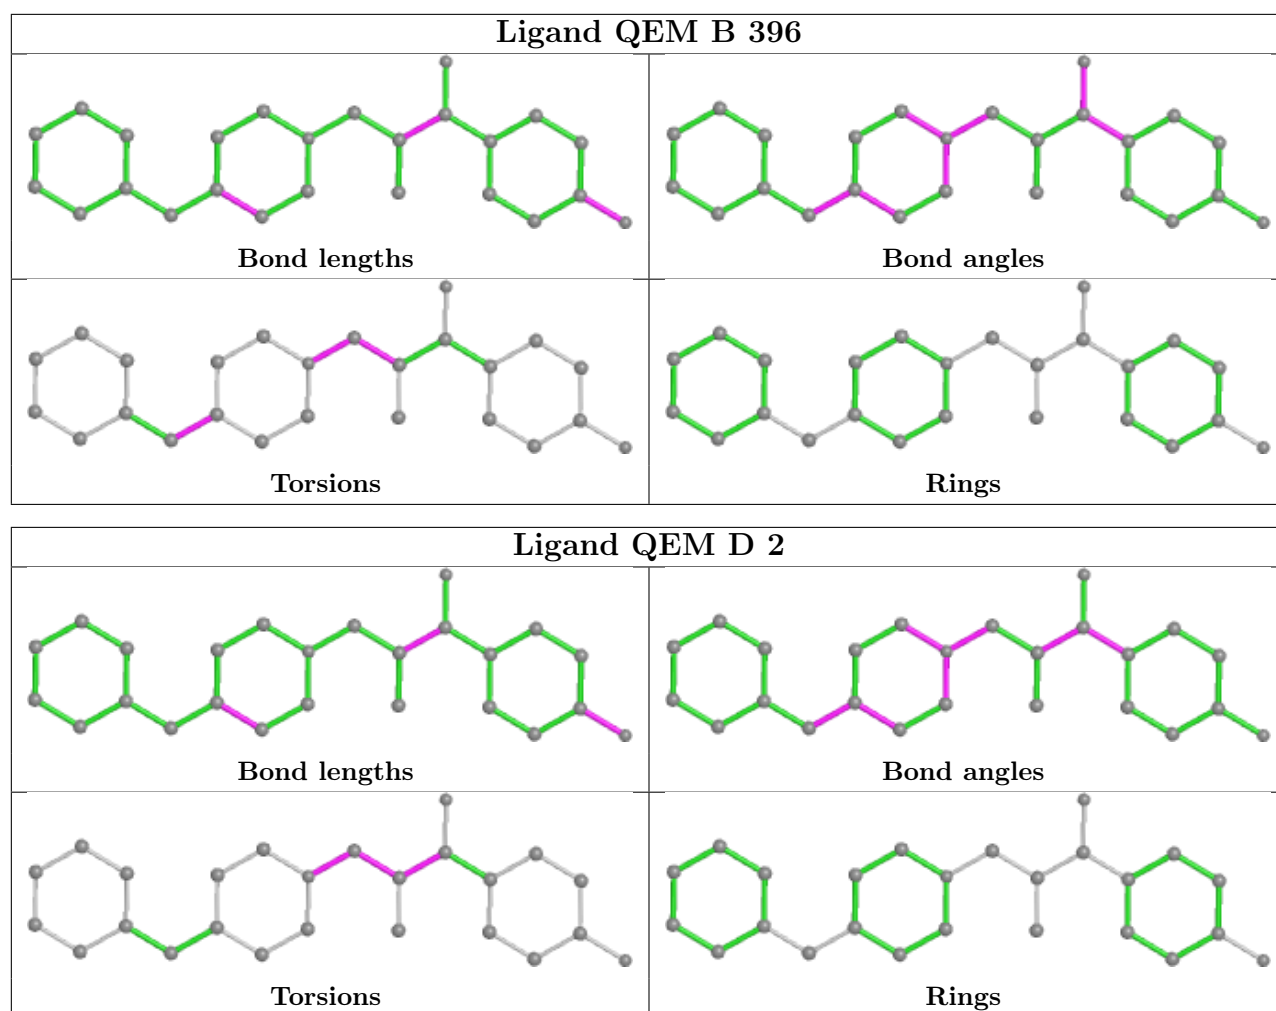 Ligand QEM B 396
Bond lengths
Bond angles
Torsions
Rings
Ligand QEM D 2
Bond lengths
Bond angles
Torsions
Rings